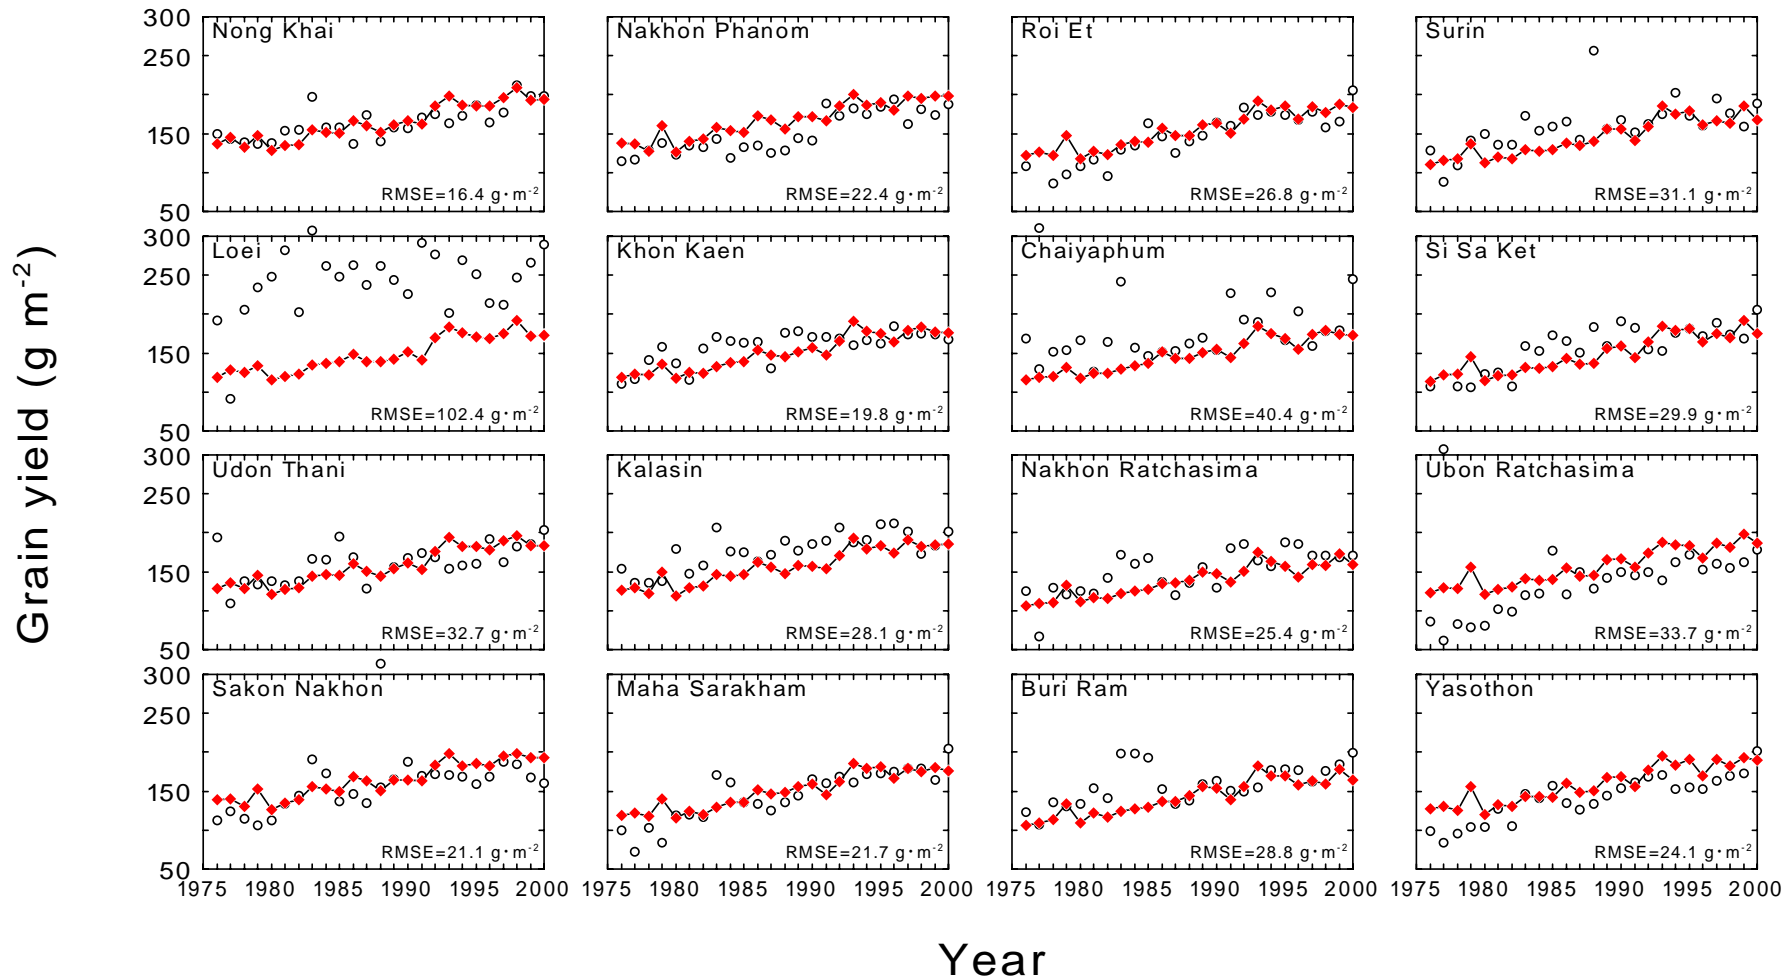 Grain yield (g m-2)
300
250
150
50
Nong Khai
RMSE=16.4 g·m-2
Nakhon Phanom
RMSE=22.4 g·m-2
Roi Et
RMSE=26.8 g·m-2
Surin
RMSE=31.1 g·m-2
300
250
150
50
Loei
RMSE=102.4 g·m-2
Khon Kaen
RMSE=19.8 g·m-2
Chaiyaphum
RMSE=40.4 g·m-2
Si Sa Ket
RMSE=29.9 g·m-2
300
250
150
50
Udon Thani
RMSE=32.7 g·m-2
Kalasin
RMSE=28.1 g·m-2
Nakhon Ratchasima
RMSE=25.4 g·m-2
Ubon Ratchasima
RMSE=33.7 g·m-2
300
250
150
50
Sakon Nakhon
RMSE=21.1 g·m-2
Maha Sarakham
RMSE=21.7 g·m-2
Buri Ram
RMSE=28.8 g·m-2
Yasothon
RMSE=24.1 g·m-2
1975 1980 1985 1990 1995 2000
1975 1980 1985 1990 1995 2000
1975 1980 1985 1990 1995 2000
1975 1980 1985 1990 1995 2000
Year